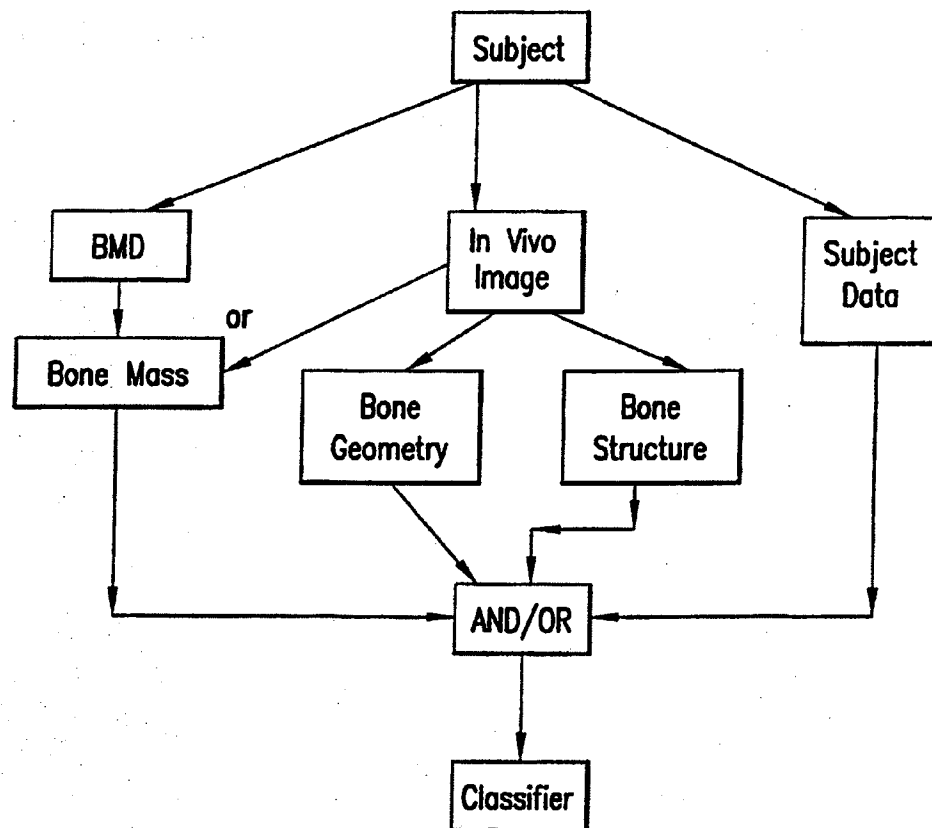 Subject
BMD
In Vivo
Image
Subject
Data
or
Bone Mass
Bone
Geometry
Bone
Structure
AND/OR
Classifier